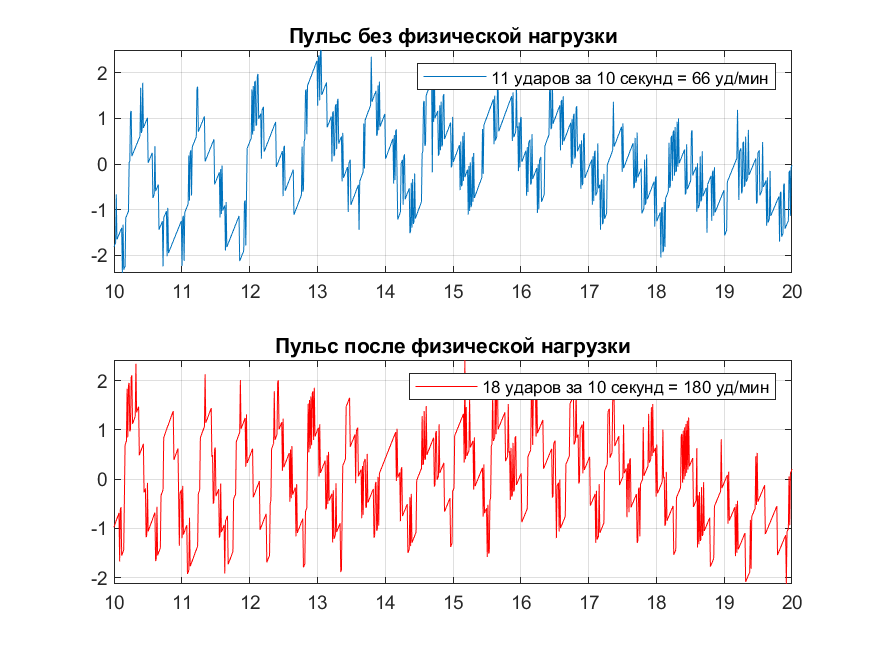 Пульс без физической нагрузки
11 ударов за 10 секунд = 66 уд/мин
2
1
0
-1
-2
10 11 12 13 14 15 16 17 18 19 20
Пульс после физической нагрузки
18 ударов за 10 секунд = 180 уд/мин
2
1
0
-1
-2
10 11 12 13 14 15 16 17 18 19 20